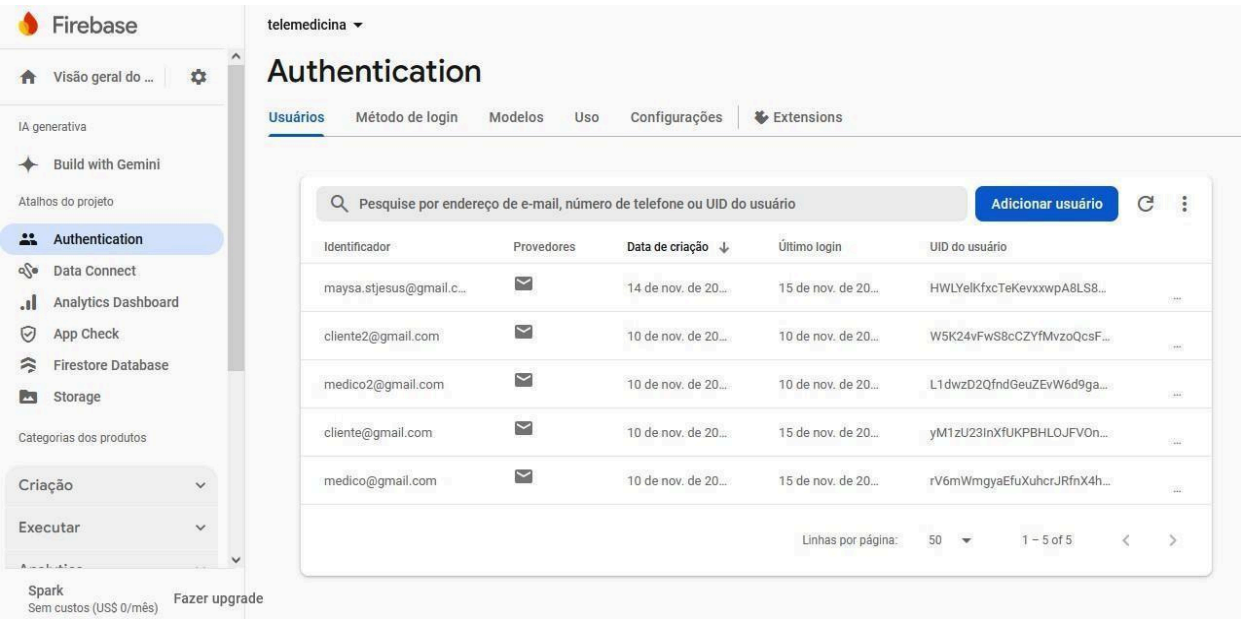 Firebase
Visão geral do ...
IA generativa
Build with Gemini
Atalhos do projeto
Authentication
Data Connect
Analytics Dashboard
App Check
Firestore Database
Storage
Categorias dos produtos
Criação
Executar
Spark
Sem custos (US$ 0/mês)
Fazer upgrade
telemedicina
Authentication
Usuários Método de login Modelos Uso Configurações Extensions
Pesquise por endereço de e-mail, número de telefone ou UID do usuário Adicionar usuário
Identificador Provedores Data de criação Último login UID do usuário
maysa.stjesus@gmail.c... 14 de nov. de 20... 15 de nov. de 20... HWLYelKfxcTeKevxxwpA8LS8...
cliente2@gmail.com 10 de nov. de 20... 10 de nov. de 20... W5K24vFwS8cCZYfMvzoQcsF...
medico2@gmail.com 10 de nov. de 20... 10 de nov. de 20... L1dwzD2QfndGeuZEvW6d9ga...
cliente@gmail.com 10 de nov. de 20... 15 de nov. de 20... yM1zU23InXfUKPBHLOJFVOn...
medico@gmail.com 10 de nov. de 20... 15 de nov. de 20... rV6mWmgyaEfuXuhcrJRfnX4h...
Linhas por página: 50 1 – 5 of 5